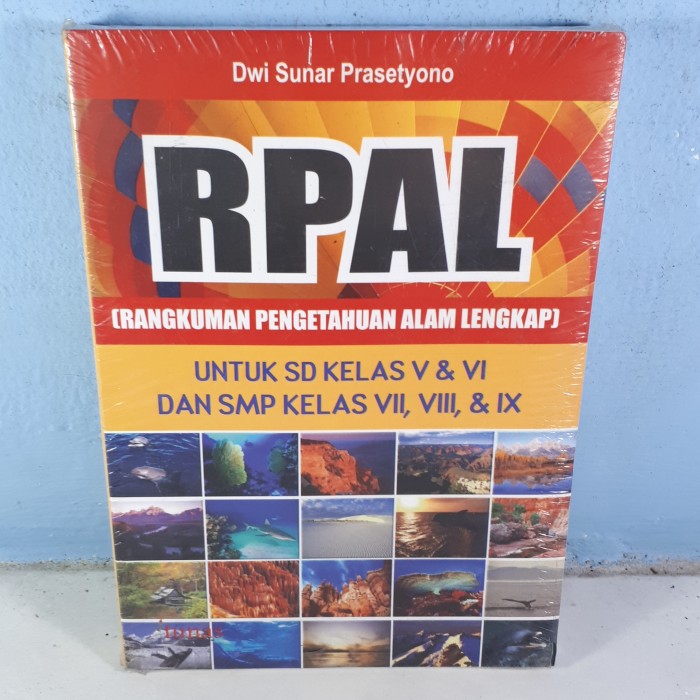 Dwi Sunar Prasetyono
RPAL
(RANGKUMAN PENGETAHUAN ALAM LENGKAP)
UNTUK SD KELAS V & VI
DAN SMP KELAS VII, VIII, & IX